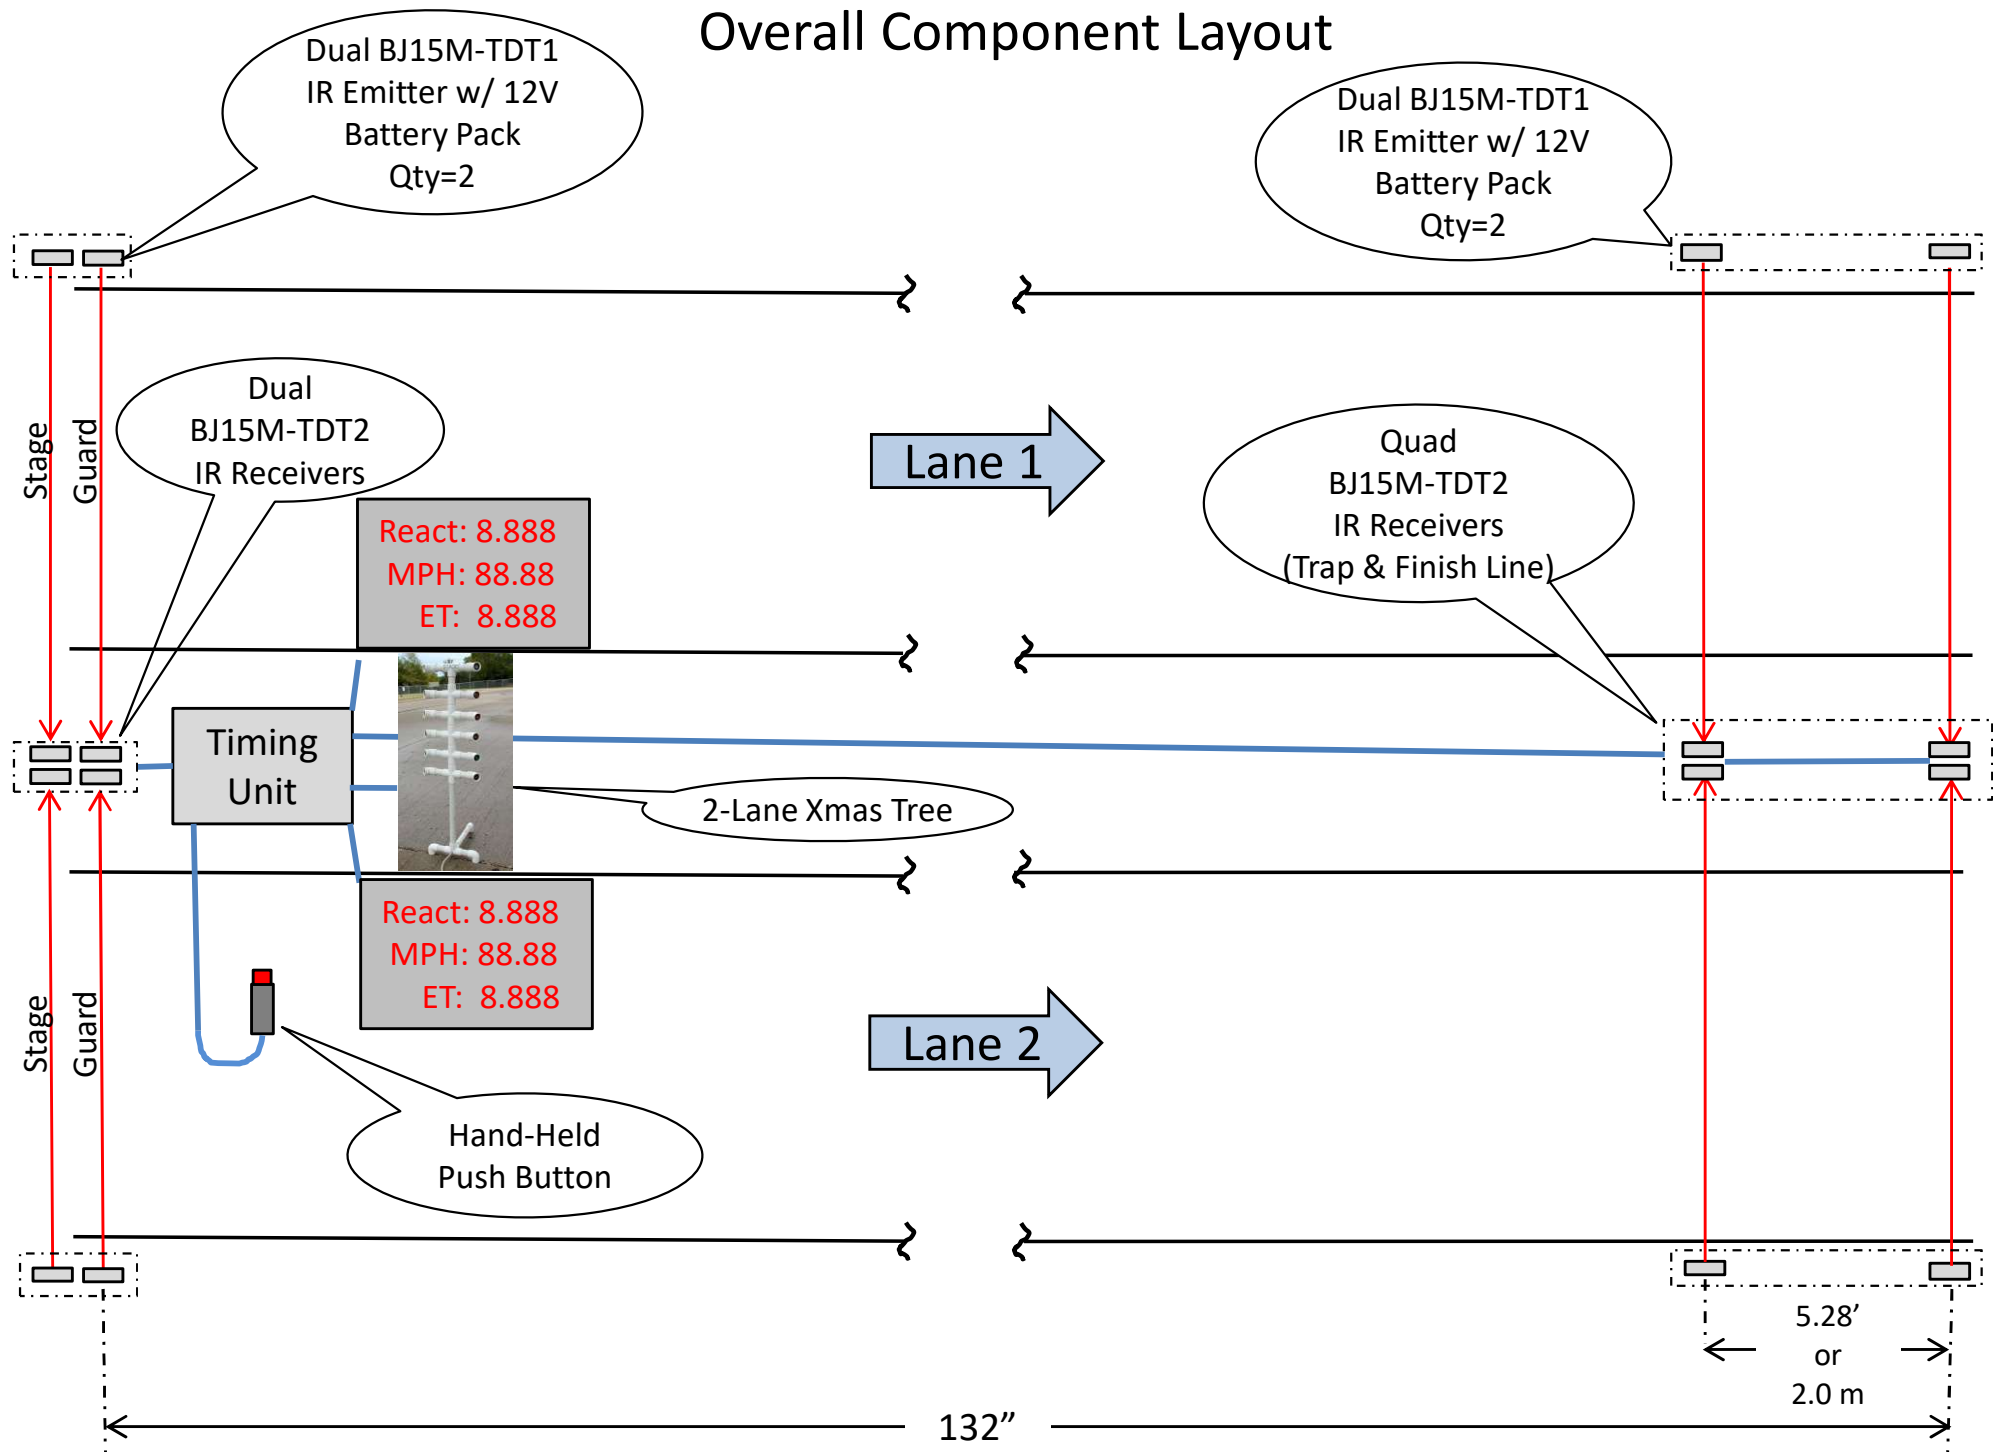 Overall Component Layout
Dual BJ15M-TDT1
IR Emitter w/ 12V
Battery Pack
Qty=2
Dual BJ15M-TDT1
IR Emitter w/ 12V
Battery Pack
Qty=2
Stage
Guard
Dual
BJ15M-TDT2
IR Receivers
Lane 1
Quad
BJ15M-TDT2
IR Receivers
(Trap & Finish Line)
React: 8.888
MPH: 88.88
ET: 8.888
Timing
Unit
2-Lane Xmas Tree
React: 8.888
MPH: 88.88
ET: 8.888
Stage
Guard
Lane 2
Hand-Held
Push Button
5.28’
or
2.0 m
132”